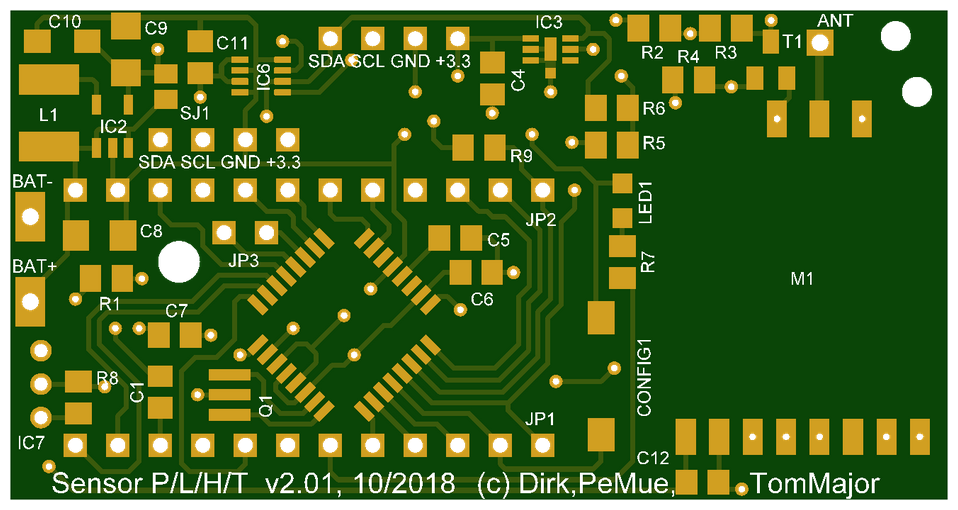 C10 C9 IC3 ANT
C11 R2 R4 R3 T1
SDA SCL GND +3.3
IC6 C4
L1 SJ1 R6
IC2 R5
SDA SCL GND +3.3 R9
BAT- LED1
JP2
C8 JP3 C5
BAT+ R7
R1 C6 M1
C7
R8 C1 Q1 CONFIG1
IC7 JP1
C12
Sensor P/L/H/T v2.01, 10/2018 (c) Dirk,PeMue, TomMajor